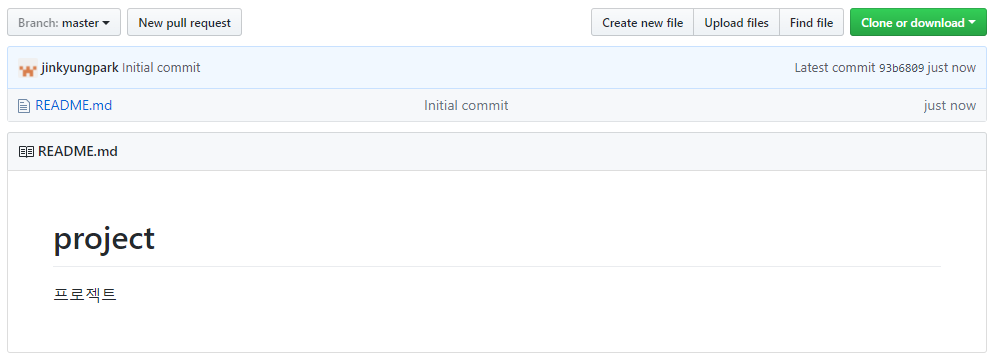 Branch: master New pull request Create new file Upload files Find file Clone or download
jinkyungpark Initial commit Latest commit 93b6809 just now
README.md Initial commit just now
README.md
project
프로젝트